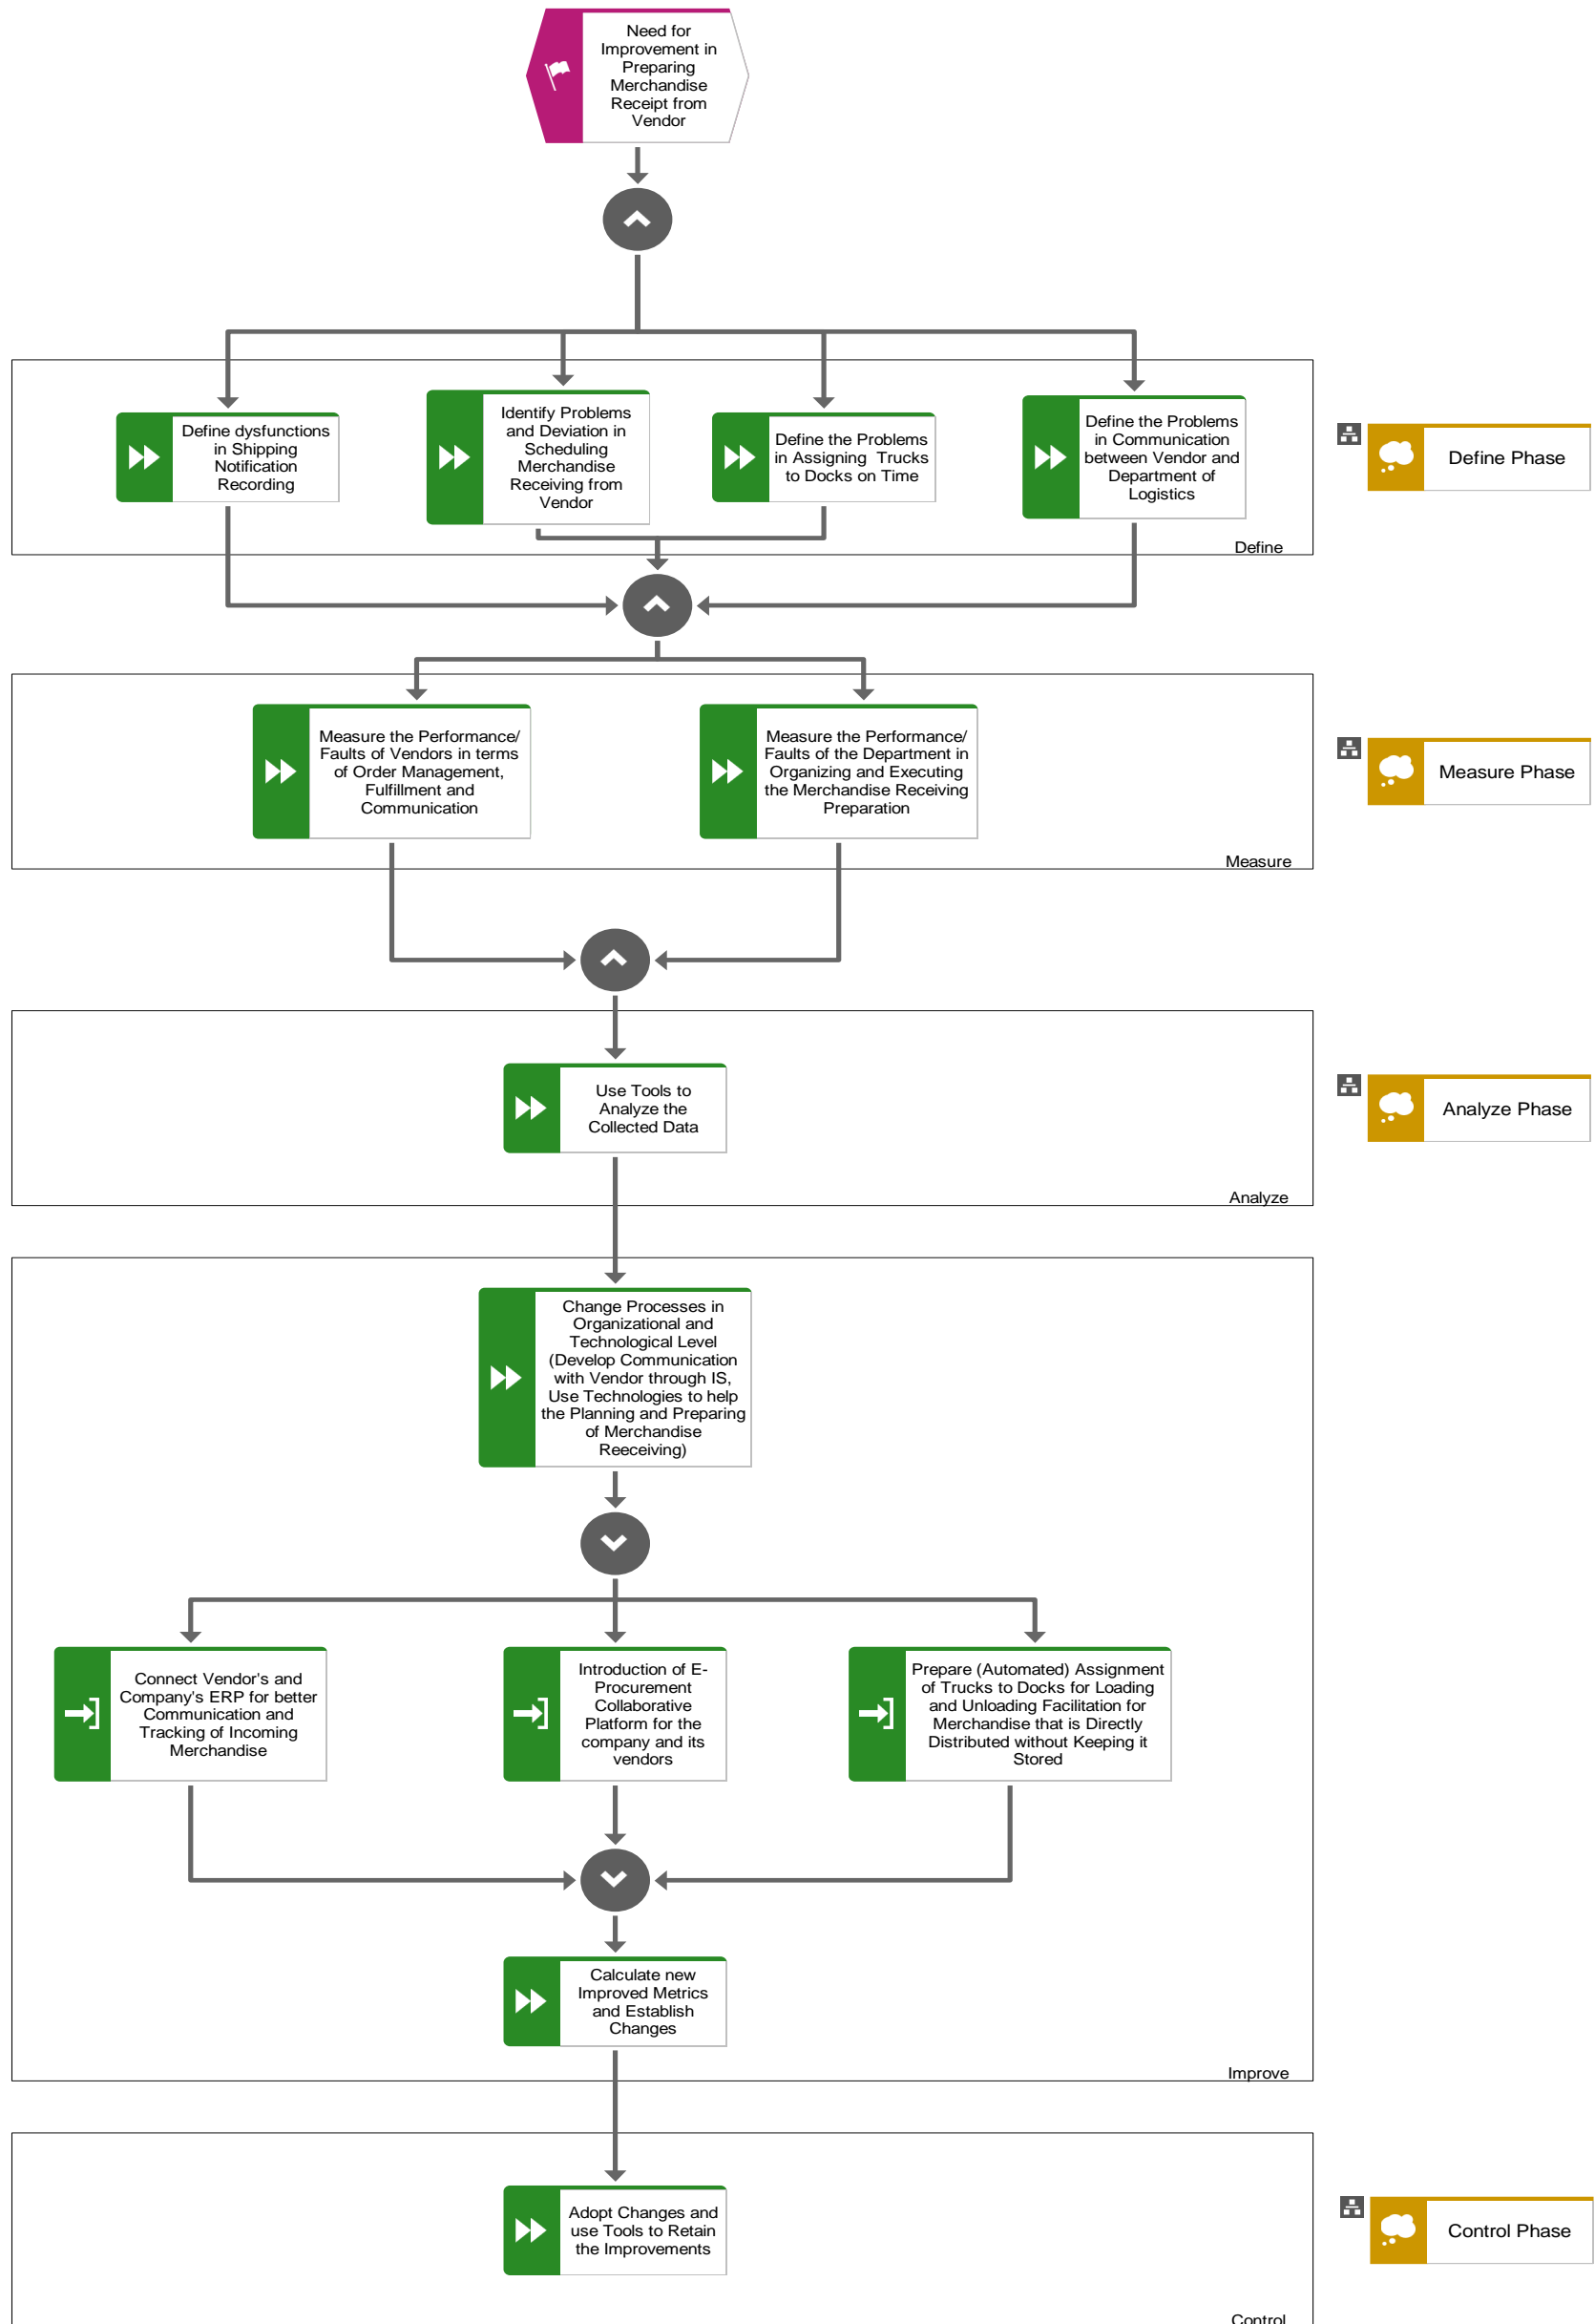 Need for
Improvement in
Preparing
Merchandise
Receipt from
Vendor
Define dysfunctions
in Shipping
Notification
Recording
Identify Problems
and Deviation in
Scheduling
Merchandise
Receiving from
Vendor
Define the Problems
in Assigning Trucks
to Docks on Time
Define the Problems
in Communication
between Vendor and
Department of
Logistics
Define Phase
Define
Measure the Performance/
Faults of Vendors in terms
of Order Management,
Fulfillment and
Communication
Measure the Performance/
Faults of the Department in
Organizing and Executing
the Merchandise Receiving
Preparation
Measure Phase
Measure
Use Tools to
Analyze the
Collected Data
Analyze Phase
Analyze
Change Processes in
Organizational and
Technological Level
(Develop Communication
with Vendor through IS,
Use Technologies to help
the Planning and Preparing
of Merchandise
Reeceiving)
Connect Vendor's and
Company's ERP for better
Communication and
Tracking of Incoming
Merchandise
Introduction of E-
Procurement
Collaborative
Platform for the
company and its
vendors
Prepare (Automated) Assignment
of Trucks to Docks for Loading
and Unloading Facilitation for
Merchandise that is Directly
Distributed without Keeping it
Stored
Calculate new
Improved Metrics
and Establish
Changes
Improve
Adopt Changes and
use Tools to Retain
the Improvements
Control Phase
Control